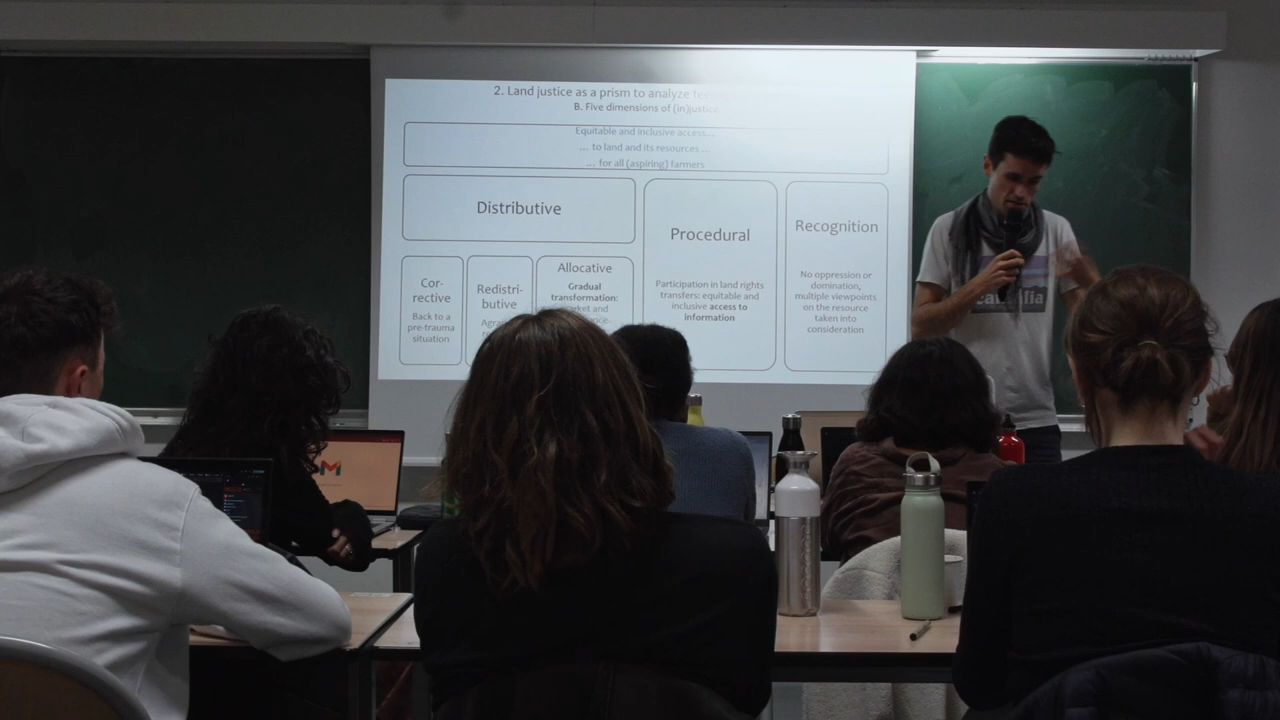 2. Land justice as a prism to analyze
B. Five dimensions of (in)justice
Equitable and inclusive access...
... to land and its resources ...
... for all (aspiring) farmers
Distributive
Procedural
Recognition
Cor-
rective
Back to a
pre-trauma
situation
Redistri-
butive
Allocative
Gradual
transformation:
market and
Participation in land rights
transfers: equitable and
inclusive access to
information
No oppression or
domination,
multiple viewpoints
on the resource
taken into
consideration